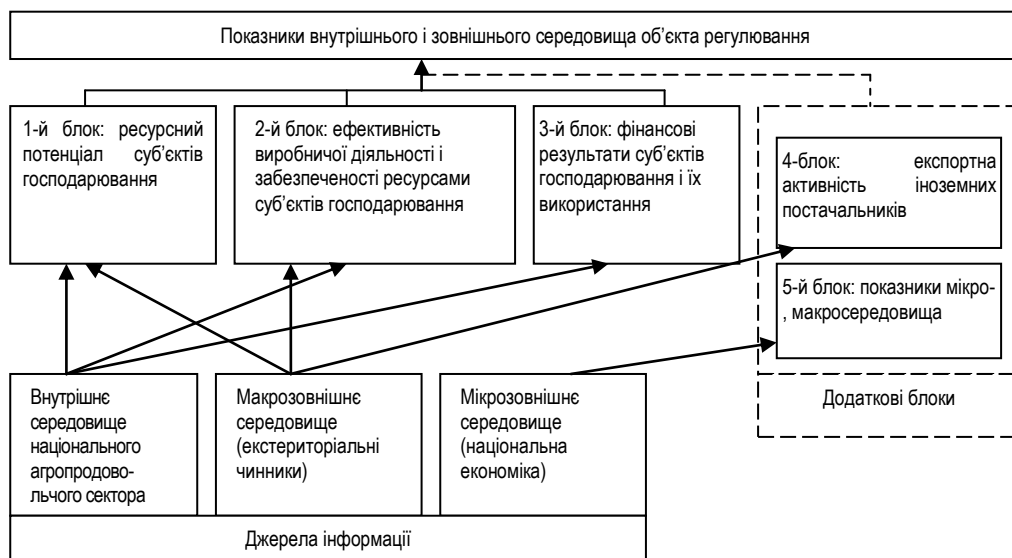 Показники внутрішнього і зовнішнього середовища об’єкта регулювання
1-й блок: ресурсний
потенціал суб’єктів
господарювання
2-й блок: ефективність
виробничої діяльності і
забезпеченості ресурсами
суб’єктів господарювання
3-й блок: фінансові
результати суб’єктів
господарювання і їх
використання
4-блок: експортна
активність іноземних
постачальників
5-й блок: показники мікро-
, макросередовища
Додаткові блоки
Внутрішнє
середовище
національного
агропродово-
льчого сектора
Макрозовнішнє
середовище
(екстериторіальні
чинники)
Мікрозовнішнє
середовище
(національна
економіка)
Джерела інформації